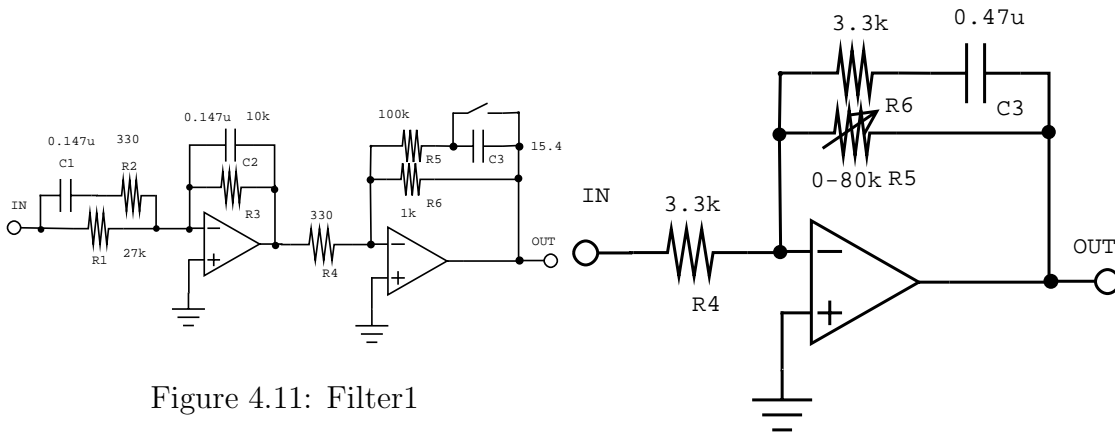 0.147u
330
C1
R2
IN
R1
27k
0.147u
10k
C2
R3
330
R4
100k
R5
C3
15.4
R6
1k
OUT
Figure 4.11: Filter1
3.3k
0.47u
R6
C3
0-80k R5
IN
3.3k
R4
OUT